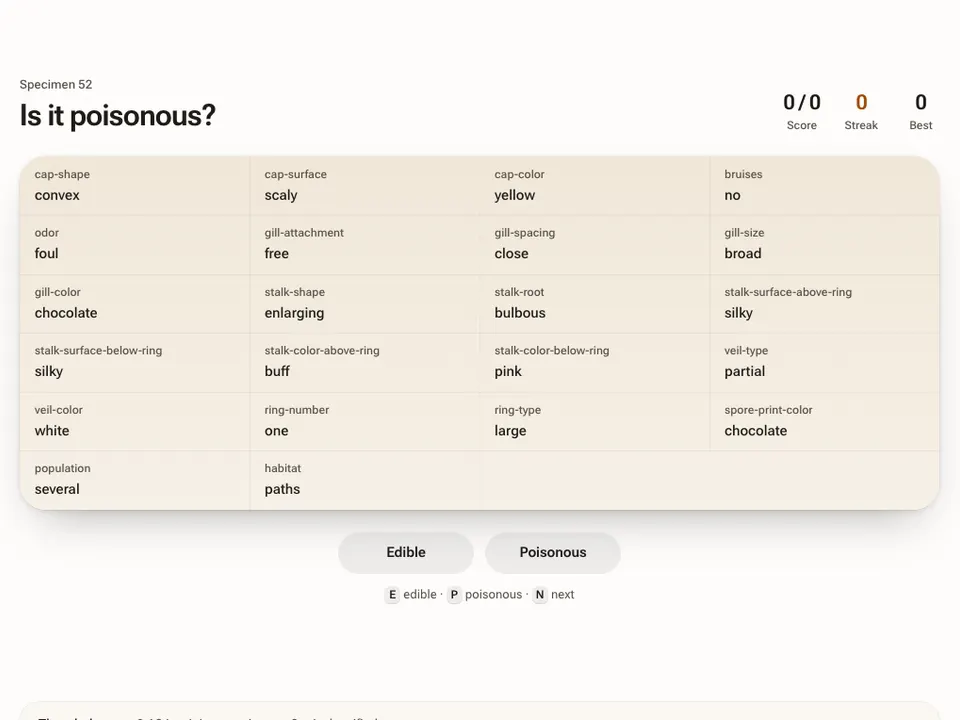 Specimen 52
Is it poisonous?
0/0 0 0
Score Streak Best
cap-shape cap-surface cap-color bruises
convex scaly yellow no
odor gill-attachment gill-spacing gill-size
foul free close broad
gill-color stalk-shape stalk-root stalk-surface-above-ring
chocolate enlarging bulbous silky
stalk-surface-below-ring stalk-color-above-ring stalk-color-below-ring veil-type
silky buff pink partial
veil-color ring-number ring-type spore-print-color
white one large chocolate
population habitat
several paths
Edible Poisonous
E edible · P poisonous · N next